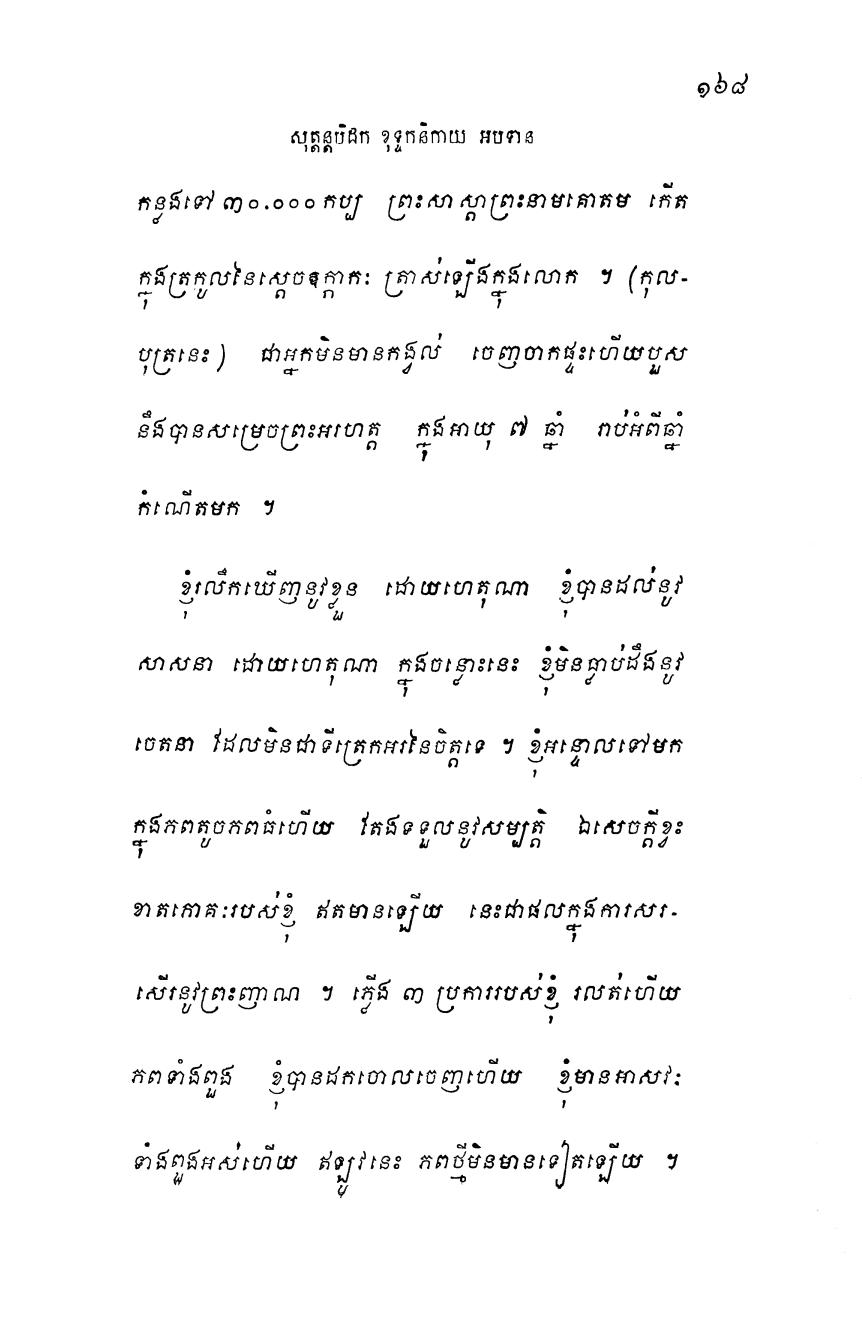 ១៦៨
សុត្តន្តបិដក ខុទ្ទកនិកាយ អបទាន
កន្លងទៅ ៣០.០០០ កប្ប ព្រះសាស្តាព្រះនាមគោតម កើត
ក្នុងត្រកូលនៃស្តេចឧក្កាកៈ ត្រាស់ឡើងក្នុងលោក ។ (កុល-
បុត្រនេះ) ជាអ្នកមិនមានកង្វល់ ចេញចាកផ្ទះហើយបួស
នឹងបានសម្រេចព្រះអរហត្ត ក្នុងអាយុ ៧ ឆ្នាំ រាប់អំពីឆ្នាំ
កំណើតមក ។
ខ្ញុំរលឹកឃើញនូវខ្លួន ដោយហេតុណា ខ្ញុំបានដល់នូវ
សាសនា ដោយហេតុណា ក្នុងចន្លោះនេះ ខ្ញុំមិនធ្លាប់ដឹងនូវ
ចេតនា ដែលមិនជាទីត្រេកអរនៃចិត្តទេ ។ ខ្ញុំអន្ទោលទៅមក
ក្នុងភពតូចភពធំហើយ តែងទទួលនូវសម្បត្តិ ឯសេចក្តីខ្វះ
ខាតភោគៈរបស់ខ្ញុំ ឥតមានឡើយ នេះជាផលក្នុងការសរ-
សើរនូវព្រះញាណ ។ ភ្លើង ៣ ប្រការរបស់ខ្ញុំ រលត់ហើយ
ភពទាំងពួង ខ្ញុំបានដកចោលចេញហើយ ខ្ញុំមានអាសវៈ
ទាំងពួងអស់ហើយ ឥឡូវនេះ ភពថ្មីមិនមានទៀតឡើយ ។